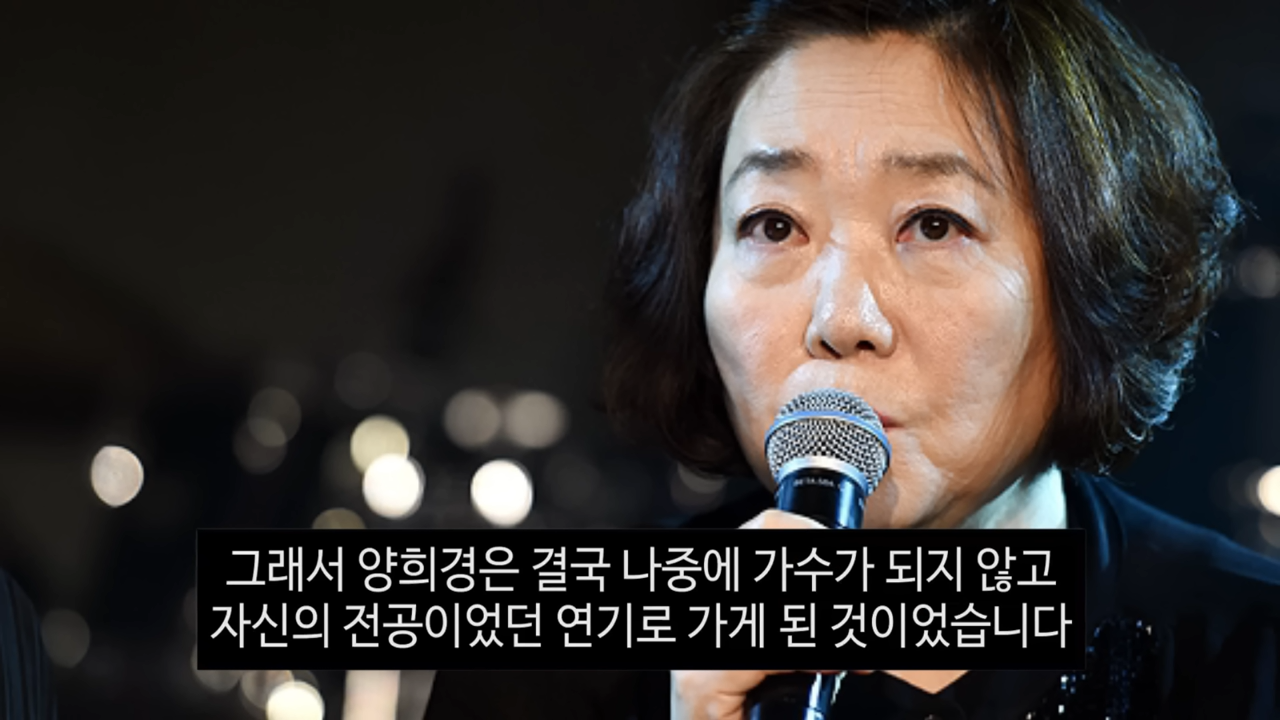 그래서 양희경은 결국 나중에 가수가 되지 않고
자신의 전공이었던 연기로 가게 된 것이었습니다